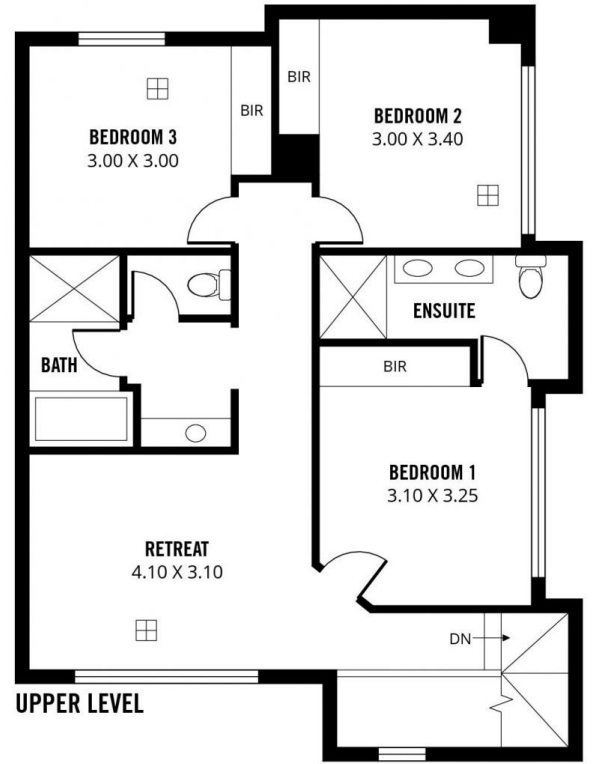 BIR
BIR
BEDROOM 3
3.00 X 3.00
BEDROOM 2
3.00 X 3.40
ENSUITE
BATH
BIR
BEDROOM 1
3.10 X 3.25
RETREAT
4.10 X 3.10
DN
UPPER LEVEL